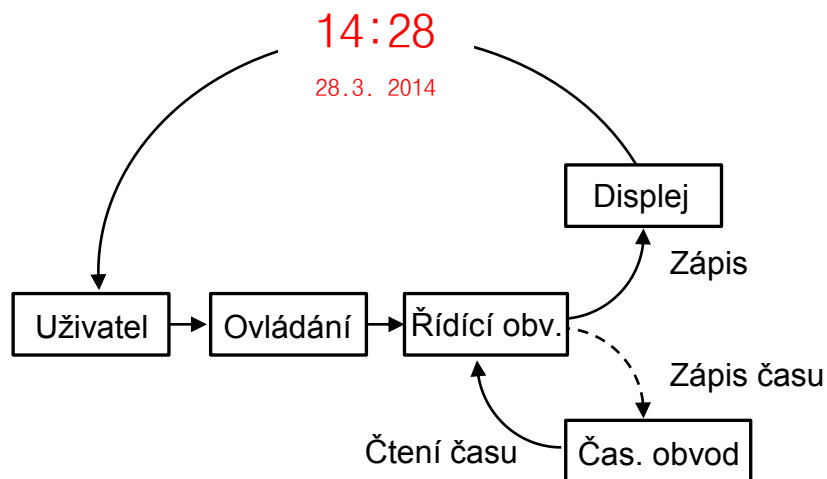 14:28
28.3. 2014
Displej
Zápis
Uživatel
Ovládání
Řídící obv.
Zápis času
Čtení času
Čas. obvod